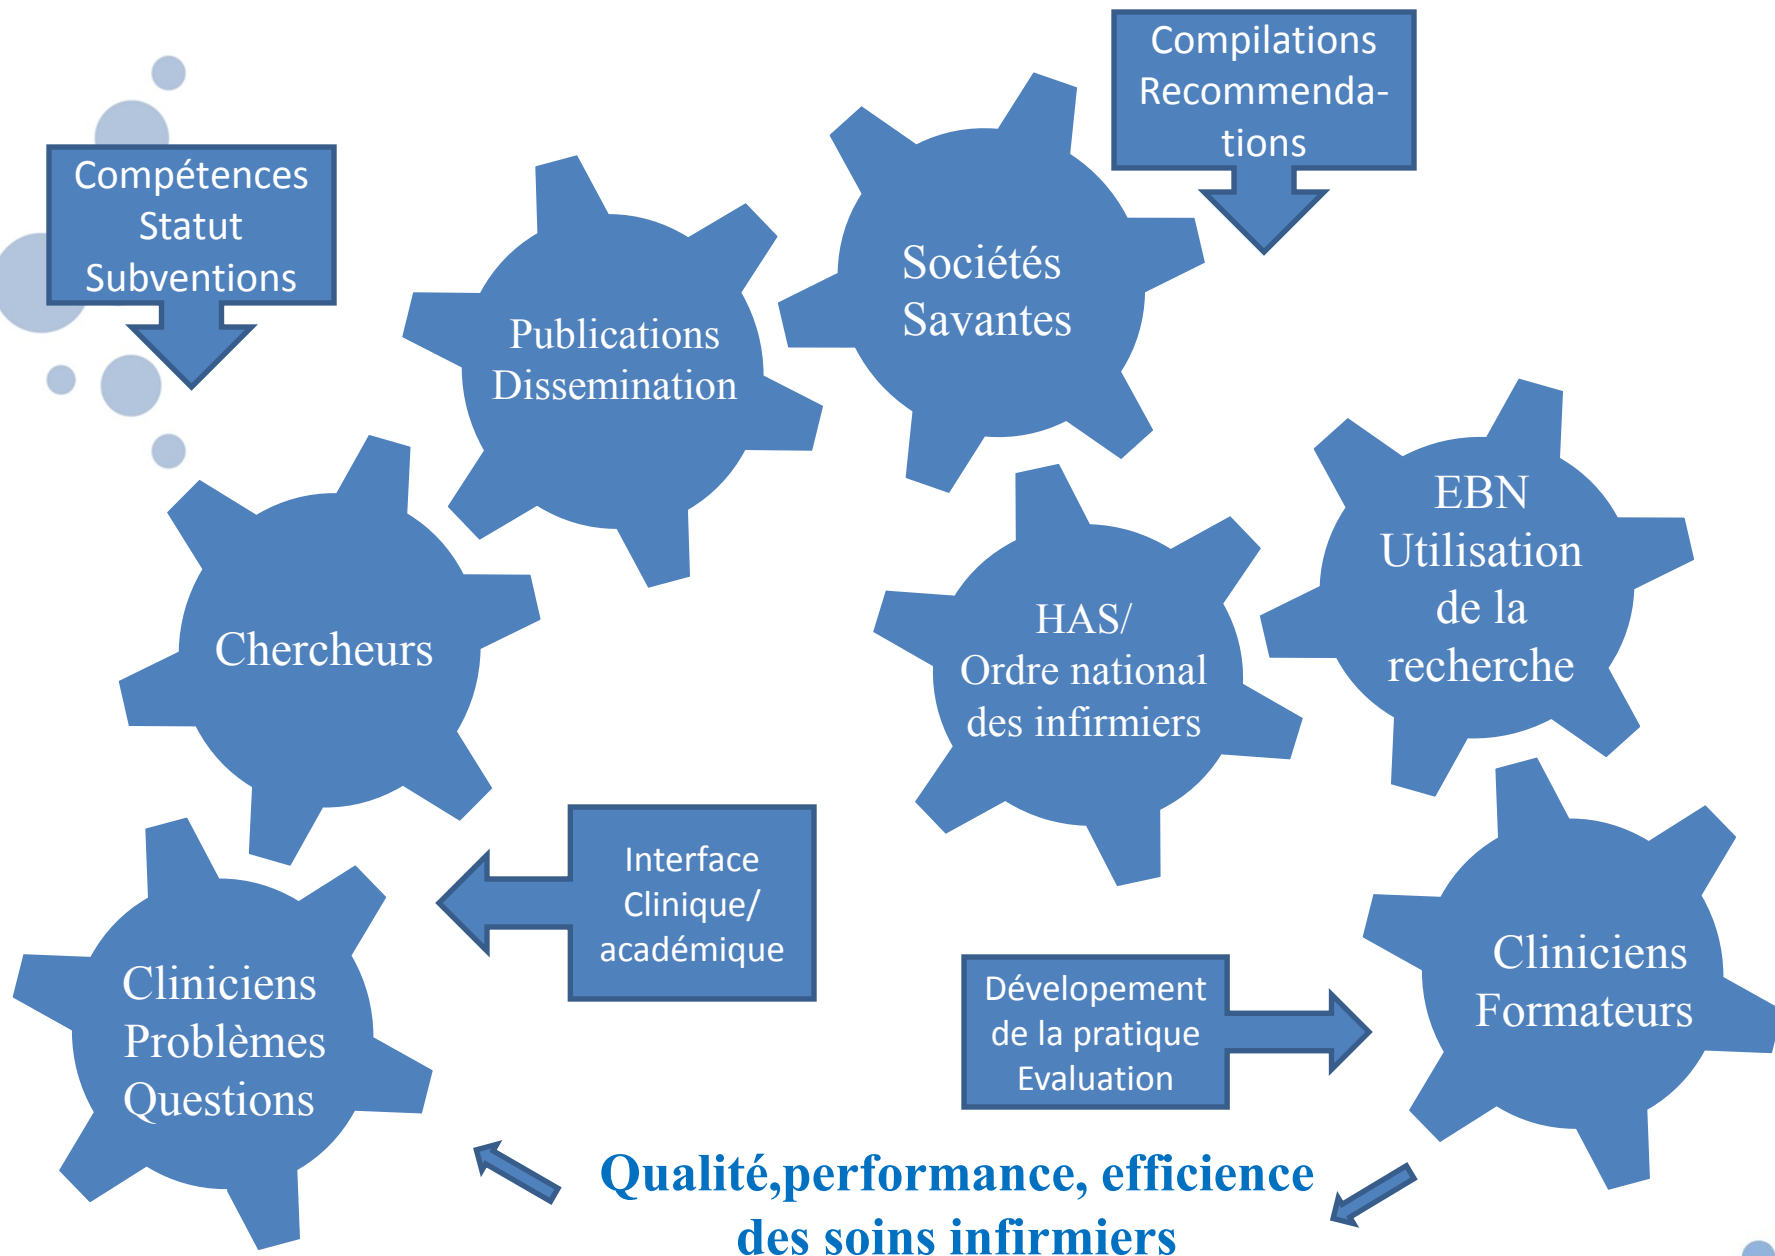 Compilations
Recommenda-
tions
Compétences
Statut
Subventions
Sociétés
Savantes
Publications
Dissemination
EBN
Utilisation
de la
recherche
Chercheurs
HAS/
Ordre national
des infirmiers
Interface
Clinique/
académique
Cliniciens
Problèmes
Questions
Dévelopement
de la pratique
Evaluation
Cliniciens
Formateurs
Qualité,performance, efficience
des soins infirmiers